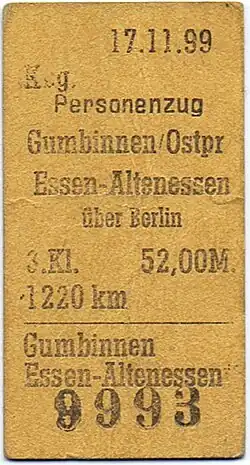 17.11.99
K.g.
Personenzug
Gumbinnen/Ostpr
Essen-Altenessen
über Berlin
3.Kl. 52,00M.
1220 km
Gumbinnen
Essen-Altenessen
9993